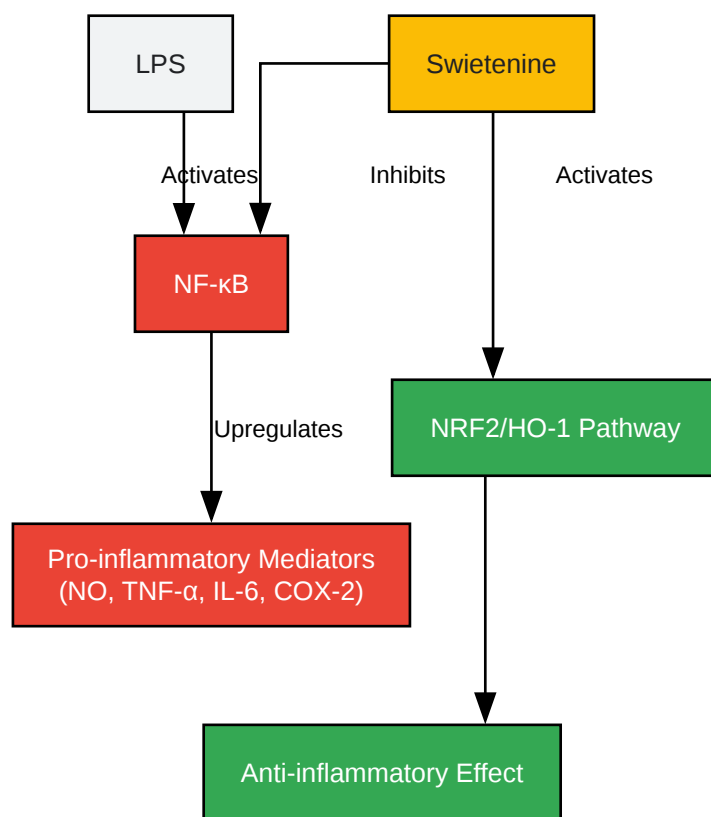 LPS
Swietenine
Activates
Inhibits
Activates
NF-κB
NRF2/HO-1 Pathway
Upregulates
Pro-inflammatory Mediators
(NO, TNF-α, IL-6, COX-2)
Anti-inflammatory Effect